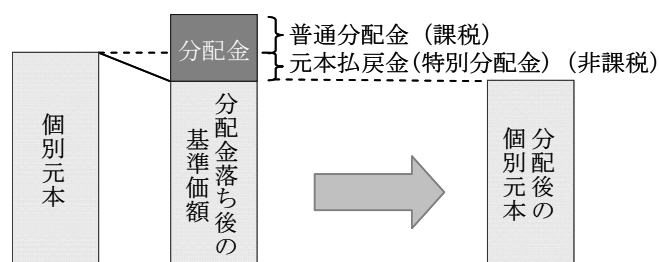 分配金
普通分配金（課税）
元本払戻金(特別分配金)（非課税）
個別元本
分配金落ち後の
基準価額
分配後の
個別元本